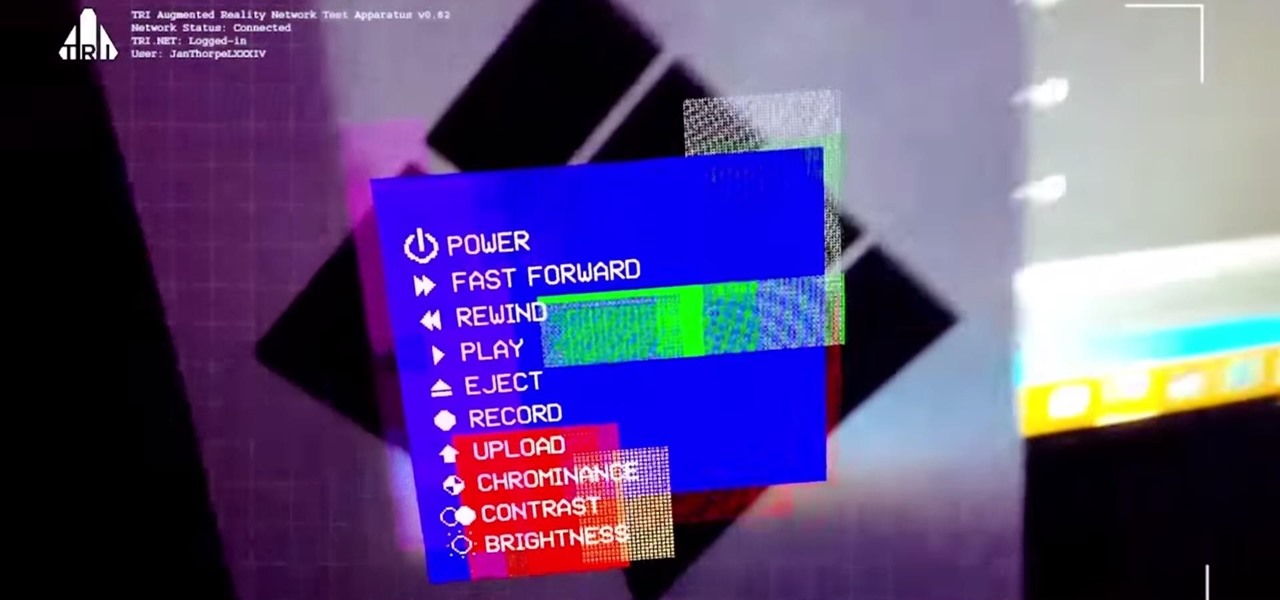 TRI
TRI Augmented Reality Network Test Apparatus v0.82
Network Status: Connected
TRI.NET: Logged-in
User: JanThorpeLXXXIV
POWER
FAST FORWARD
REWIND
PLAY
EJECT
RECORD
UPLOAD
CHROMINANCE
CONTRAST
BRIGHTNESS